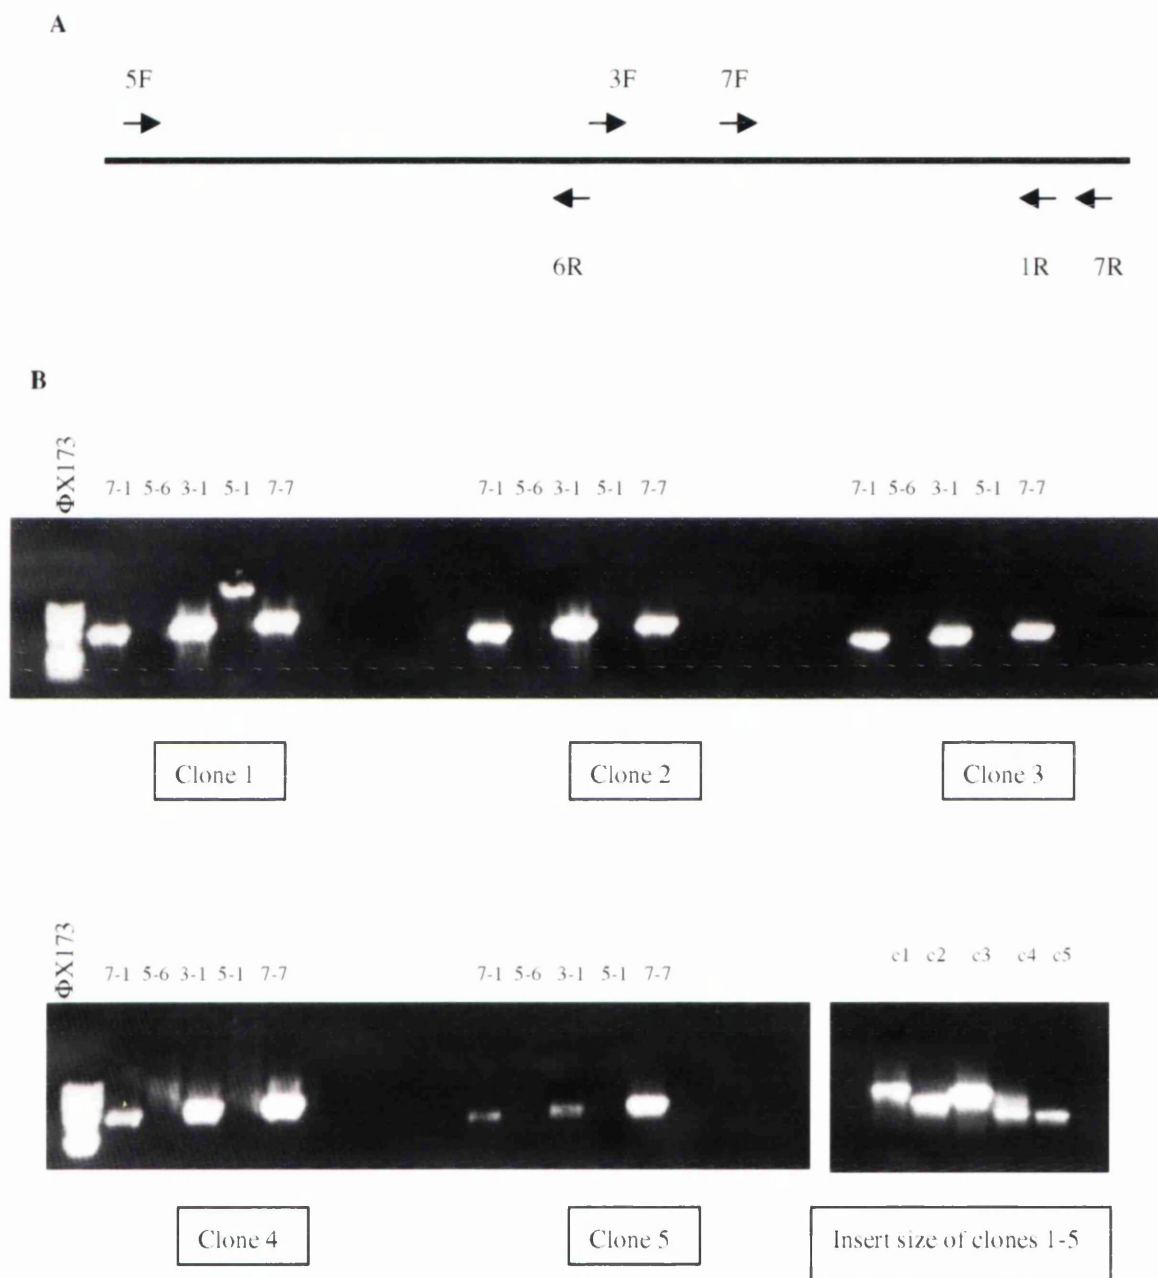 A
5F 3F 7F
6R 1R 7R
B
ΦX173
7-1 5-6 3-1 5-1 7-7 7-1 5-6 3-1 5-1 7-7 7-1 5-6 3-1 5-1 7-7
Clone 1 Clone 2 Clone 3
ΦX173
7-1 5-6 3-1 5-1 7-7 7-1 5-6 3-1 5-1 7-7 c1 c2 c3 c4 c5
Clone 4 Clone 5 Insert size of clones 1-5